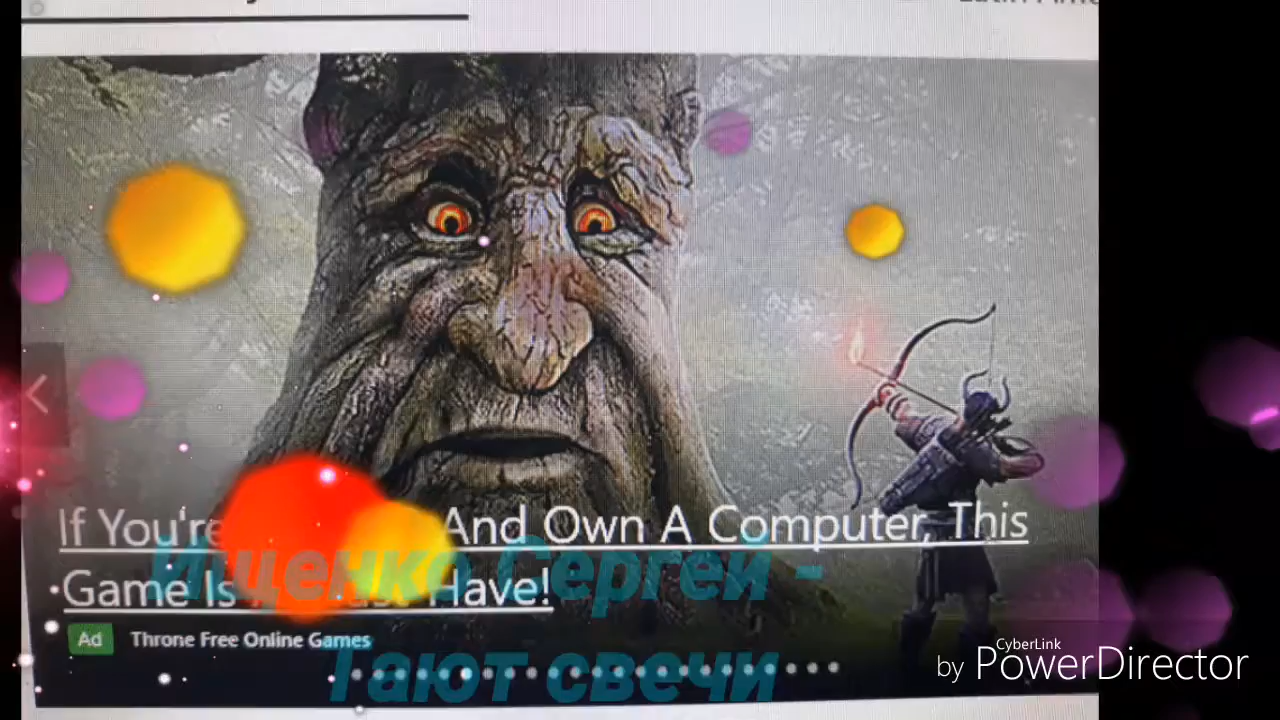 If You're And Own A Computer, This
Game Is Have!
Ищенко Сергей -
Тают свечи
Ad Throne Free Online Games
CyberLink
by PowerDirector